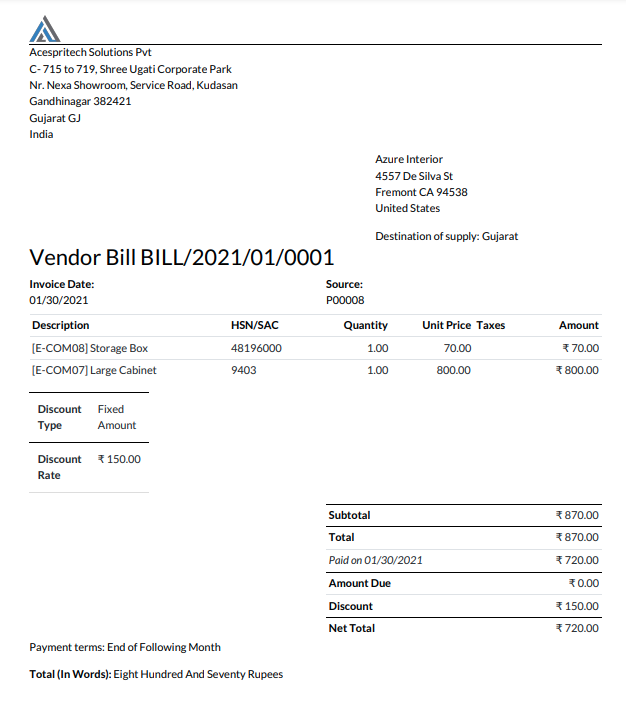 Acespritech Solutions Pvt
C- 715 to 719, Shree Ugati Corporate Park
Nr. Nexa Showroom, Service Road, Kudasan
Gandhinagar 382421
Gujarat GJ
India
Azure Interior
4557 De Silva St
Fremont CA 94538
United States
Destination of supply: Gujarat
Vendor Bill BILL/2021/01/0001
Invoice Date: Source:
01/30/2021 P00008
Description HSN/SAC Quantity Unit Price Taxes Amount
[E-COM08] Storage Box 48196000 1.00 70.00 ₹ 70.00
[E-COM07] Large Cabinet 9403 1.00 800.00 ₹ 800.00
Discount Fixed
Type Amount
Discount ₹ 150.00
Rate
Subtotal ₹ 870.00
Total ₹ 870.00
Paid on 01/30/2021 ₹ 720.00
Amount Due ₹ 0.00
Discount ₹ 150.00
Net Total ₹ 720.00
Payment terms: End of Following Month
Total (In Words): Eight Hundred And Seventy Rupees